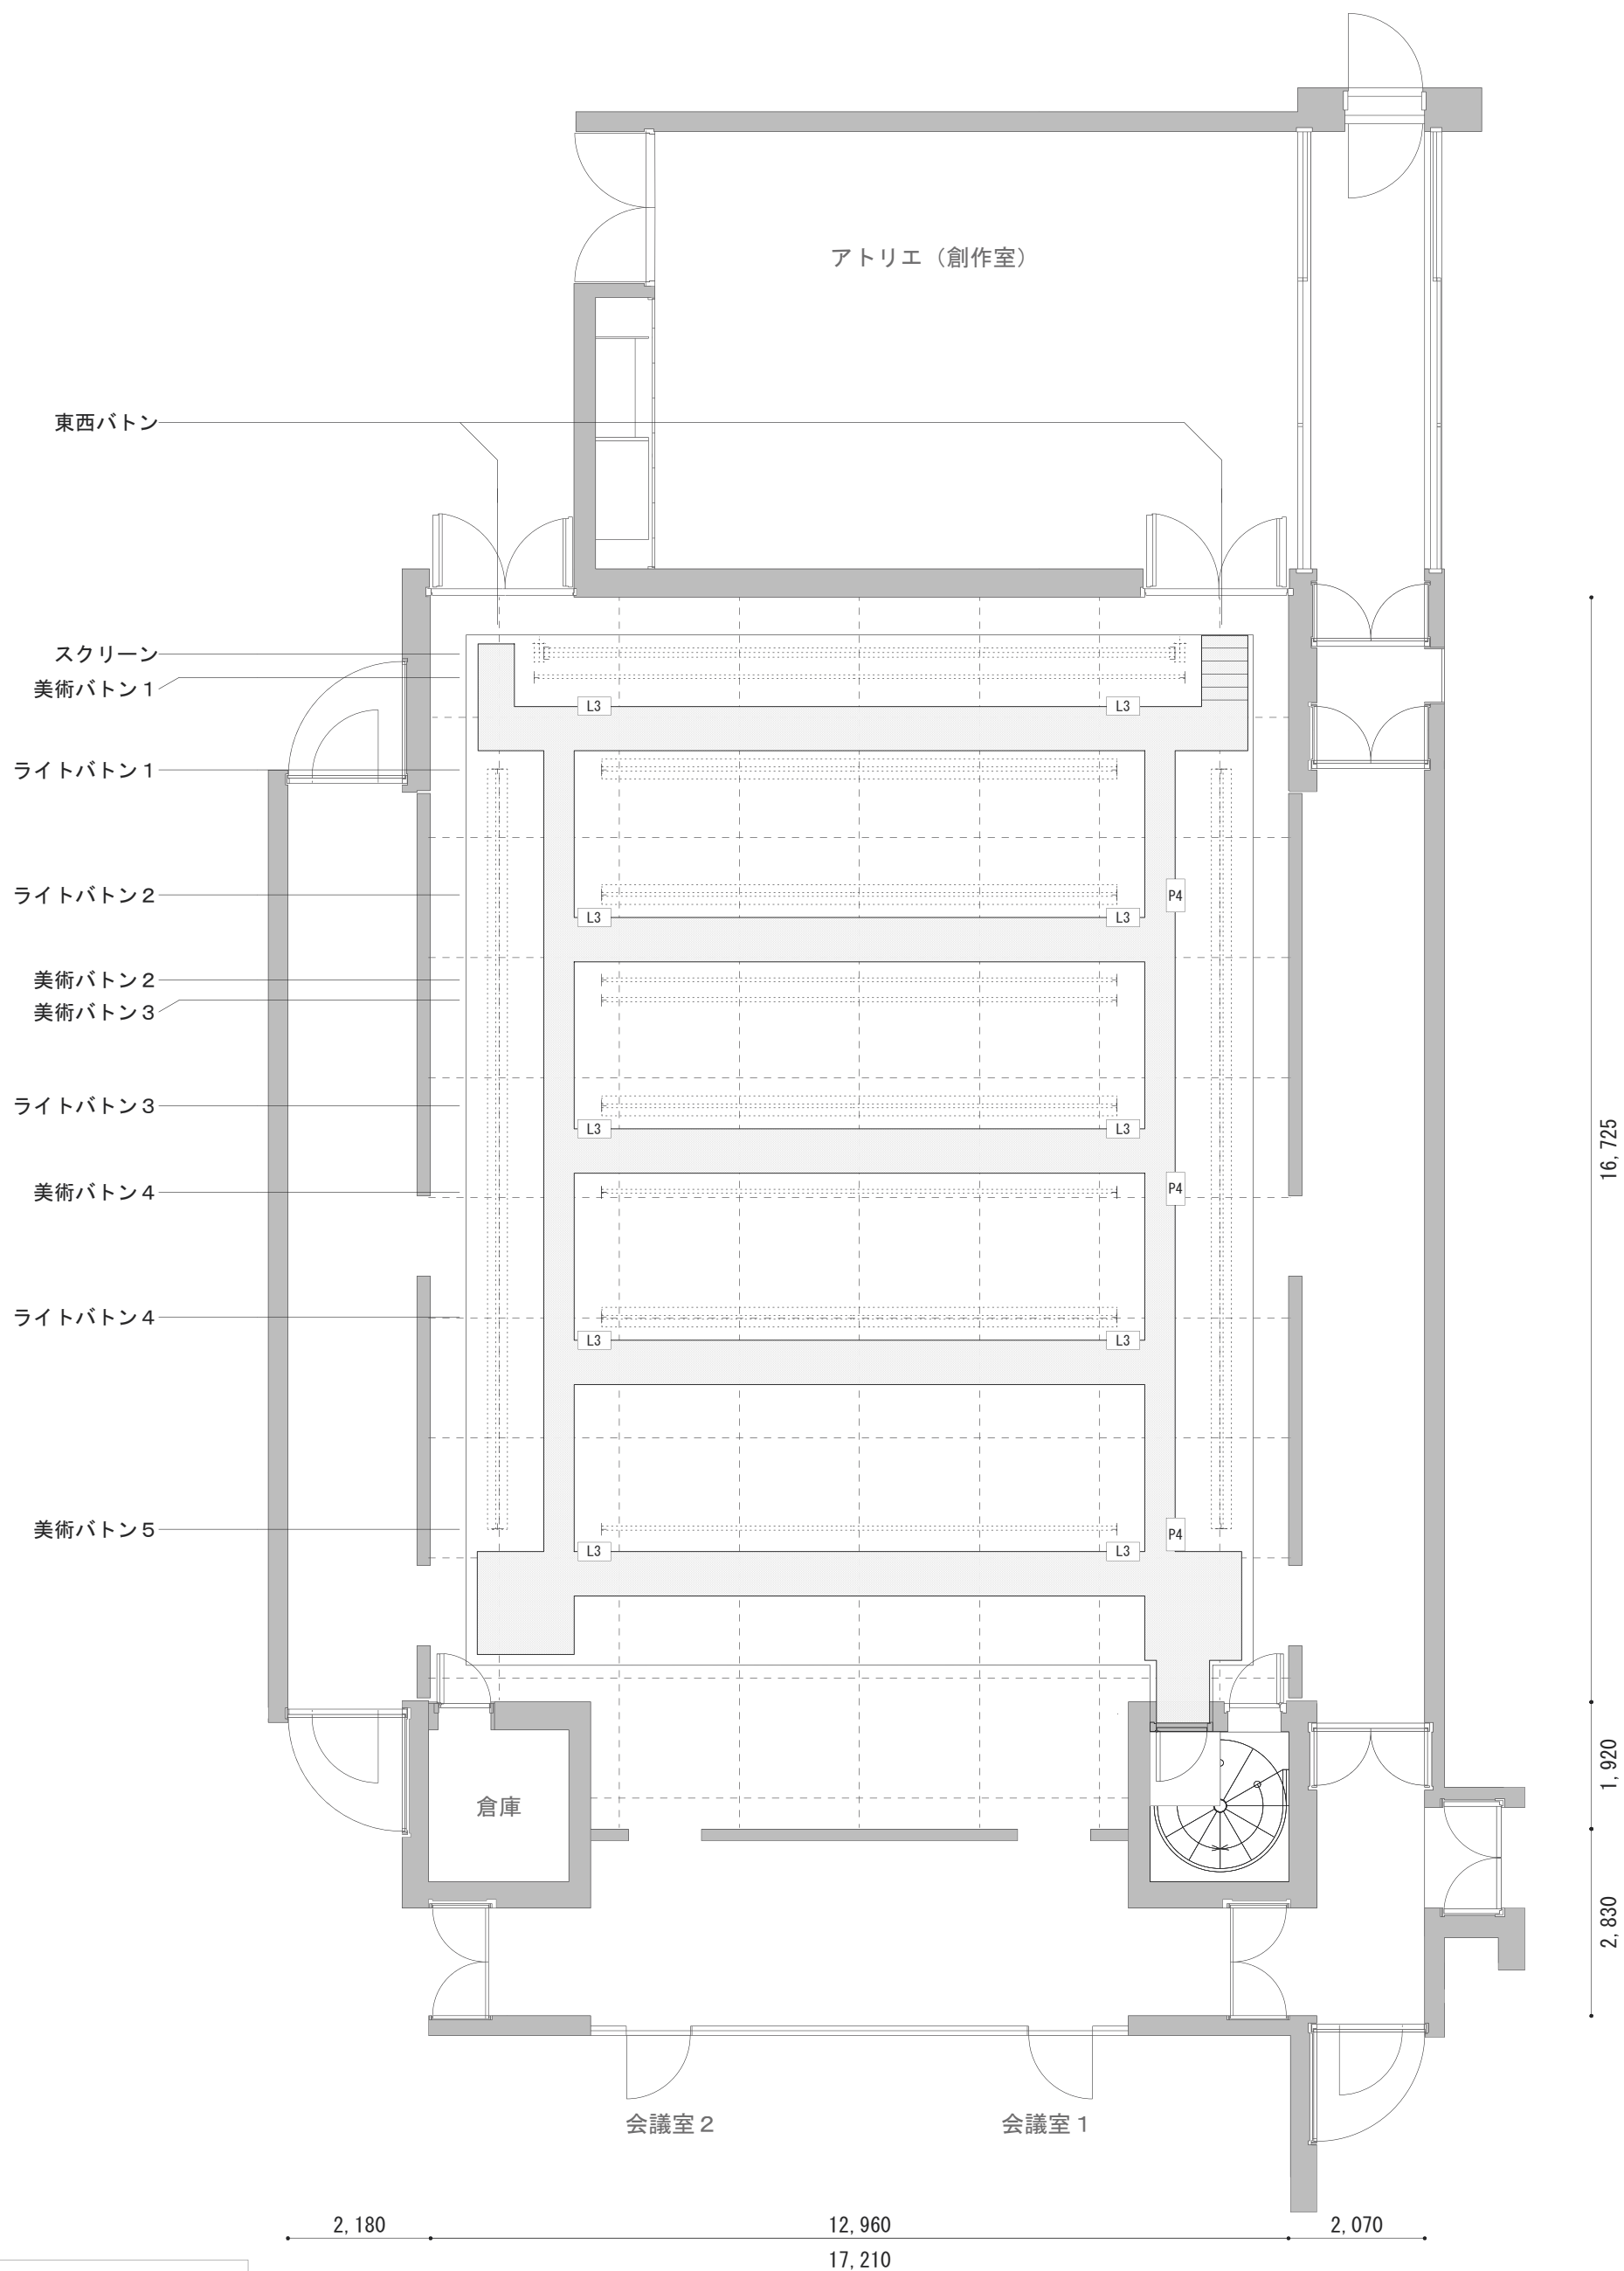 アトリエ（創作室）
東西バトン
スクリーン
美術バトン１
L3
L3
ライトバトン１
ライトバトン２
P4
L3
L3
美術バトン２
美術バトン３
ライトバトン３
L3
L3
16,725
美術バトン４
P4
ライトバトン４
L3
L3
美術バトン５
P4
L3
L3
1,920
倉庫
2,830
会議室２
会議室１
2,180
12,960
2,070
17,210